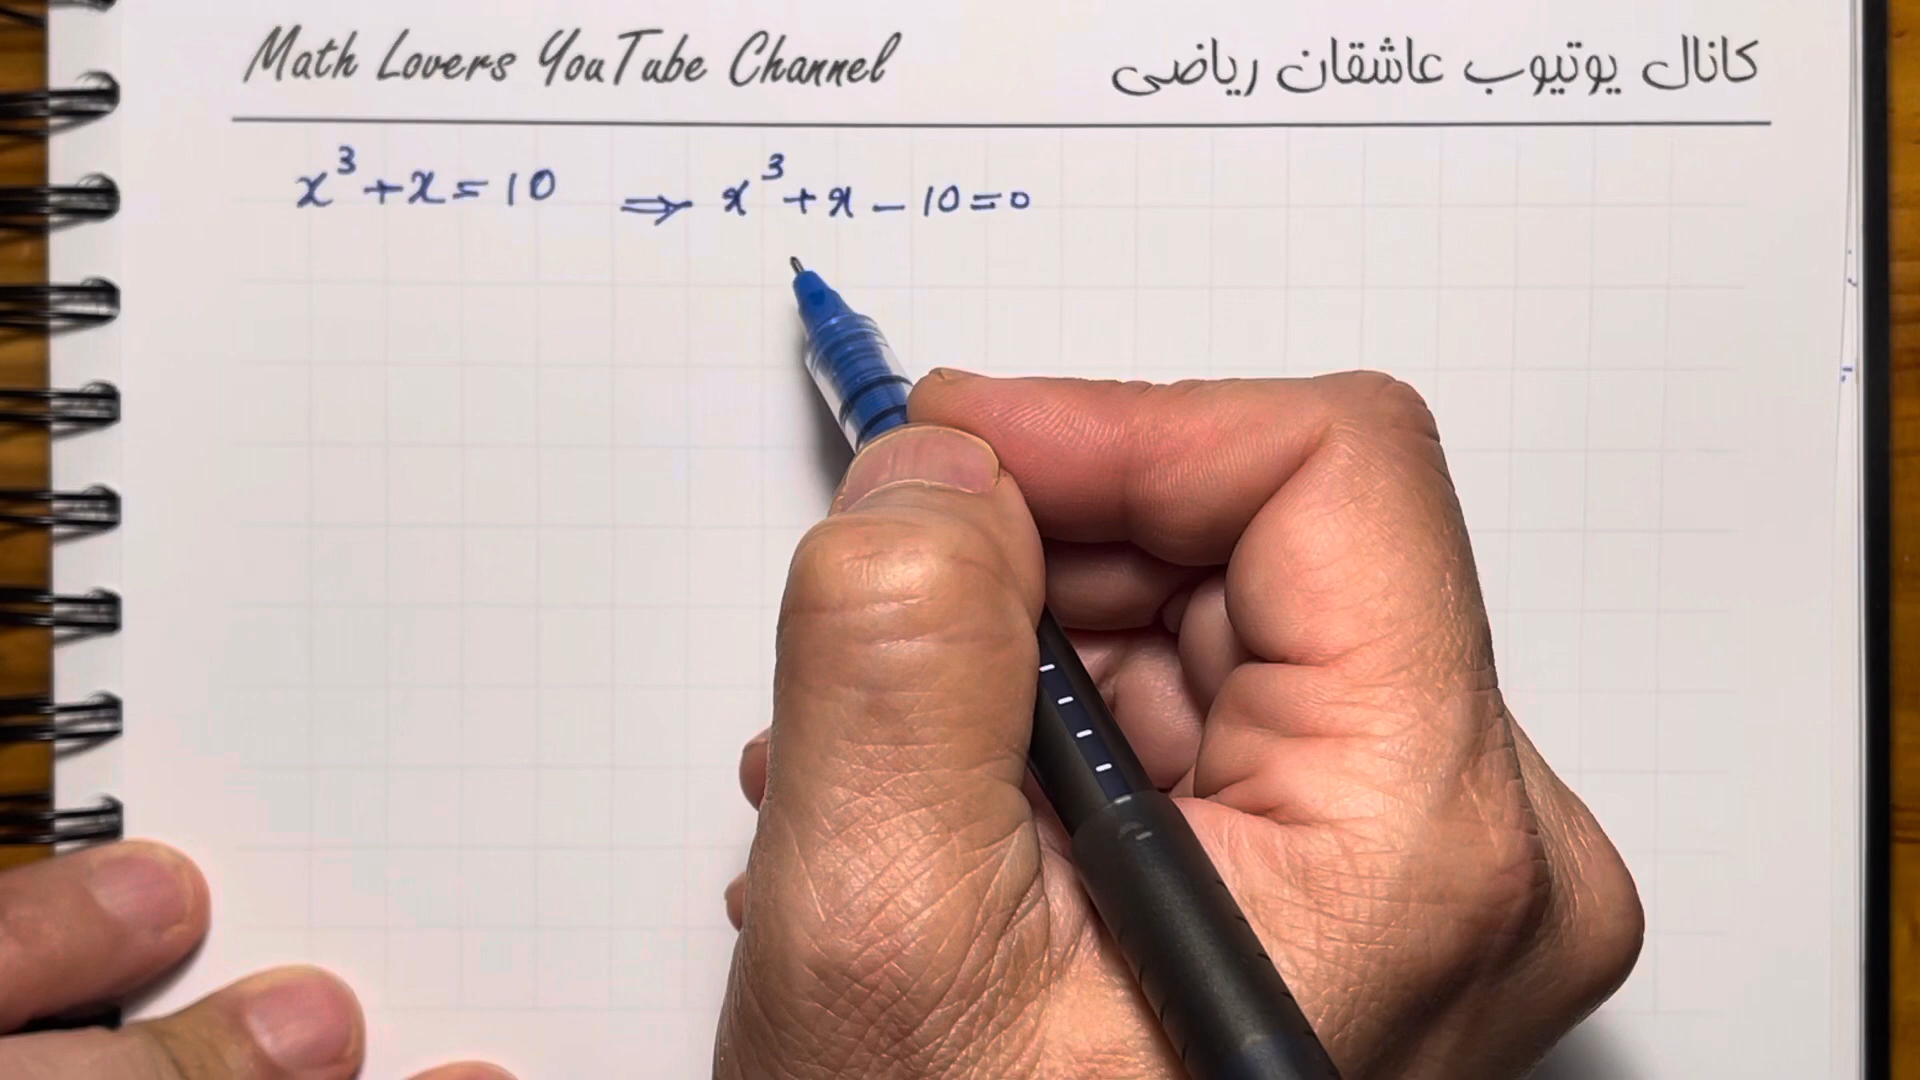 Math Lovers YouTube Channel
کانال یوتیوب عاشقان ریاضی
x³+x=10 ⇒ x³+x-10=0